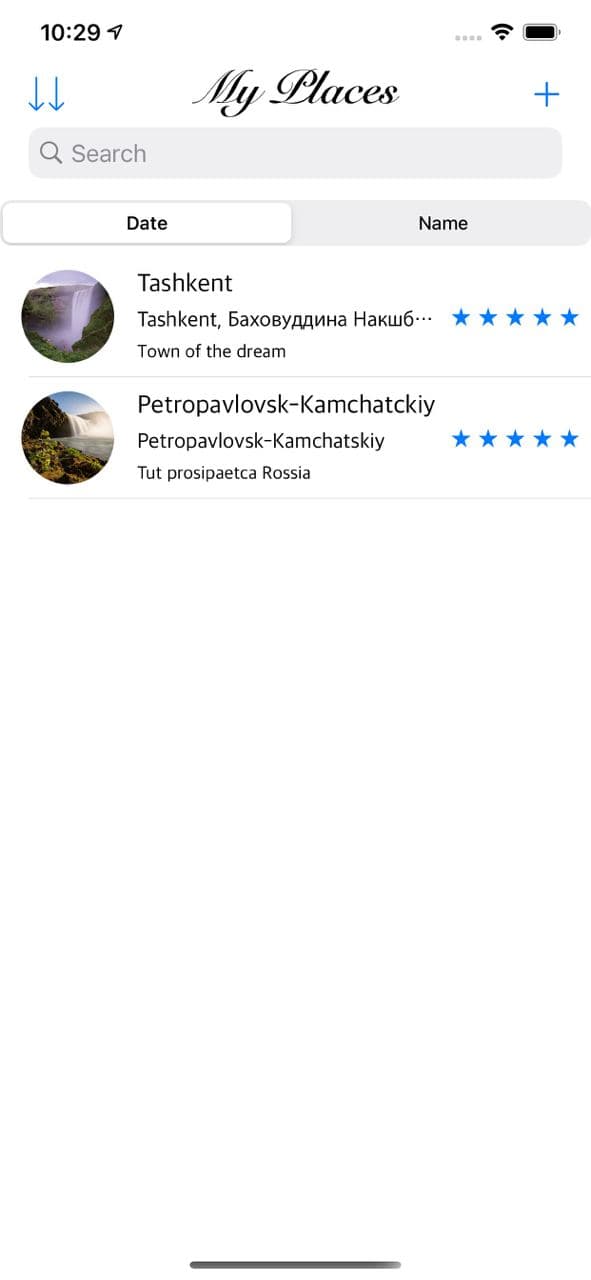 10:29
My Places
Search
Date
Name
Tashkent
Tashkent, Баховуддина Накшб...
Town of the dream
Petropavlovsk-Kamchatckiy
Petropavlovsk-Kamchatskiy
Tut prosipaetca Rossia